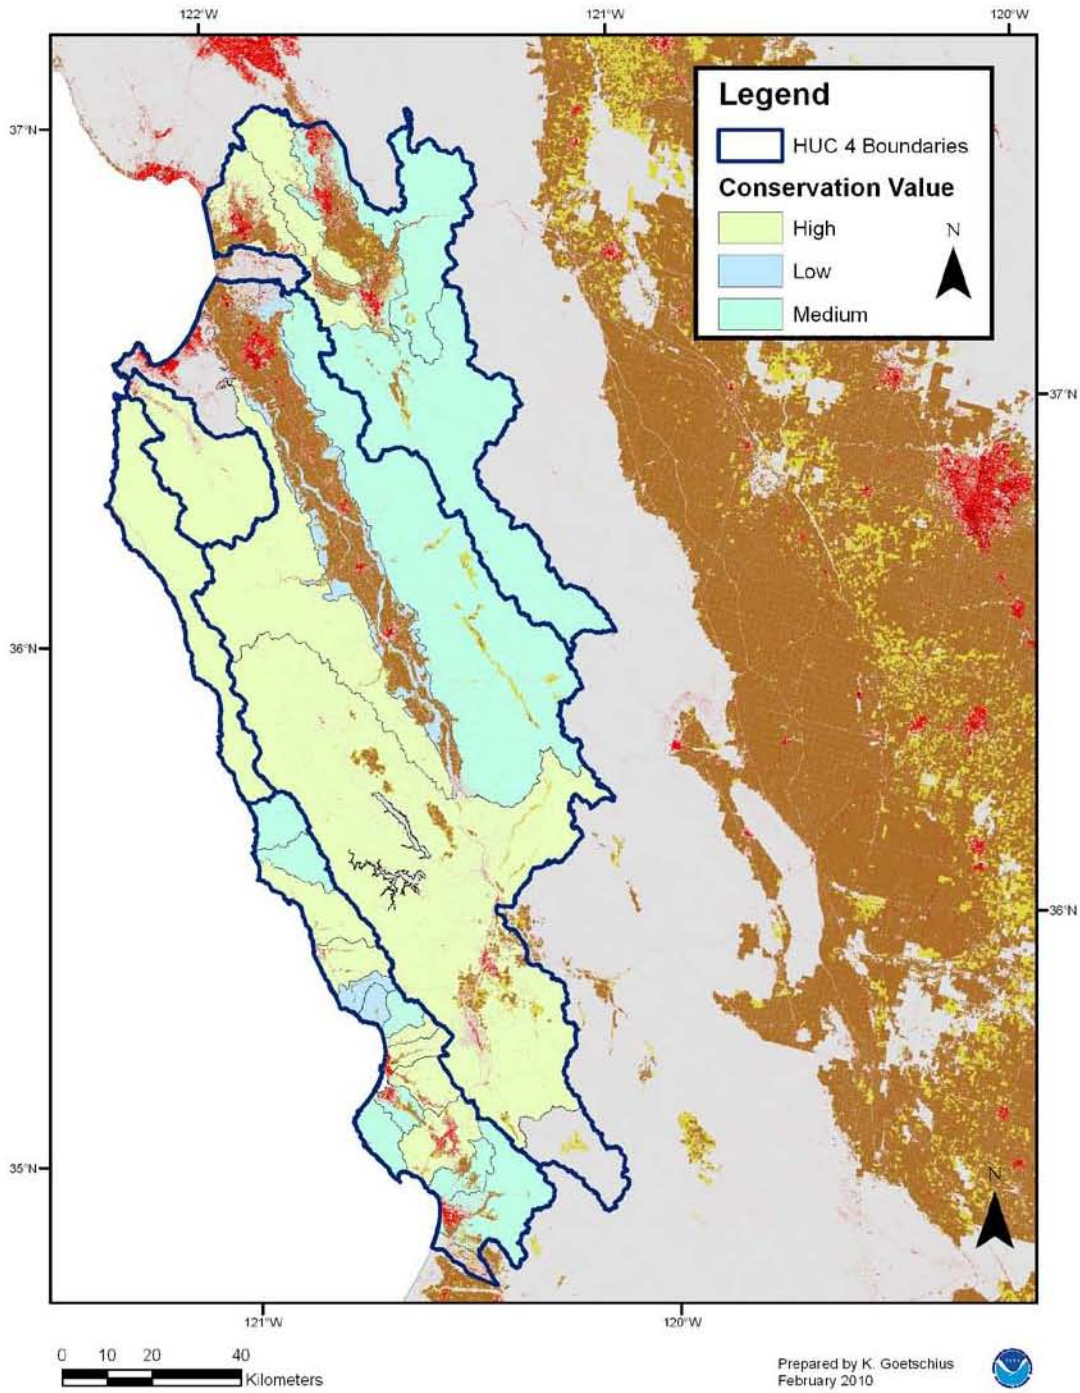 122°W 121°W 120°W
37°N
Legend
HUC 4 Boundaries
Conservation Value
High
N
Low
Medium
37°N
36°N
36°N
35°N
N
121°W 120°W
0 10 20 40
Kilometers
Prepared by K. Goetschius
February 2010